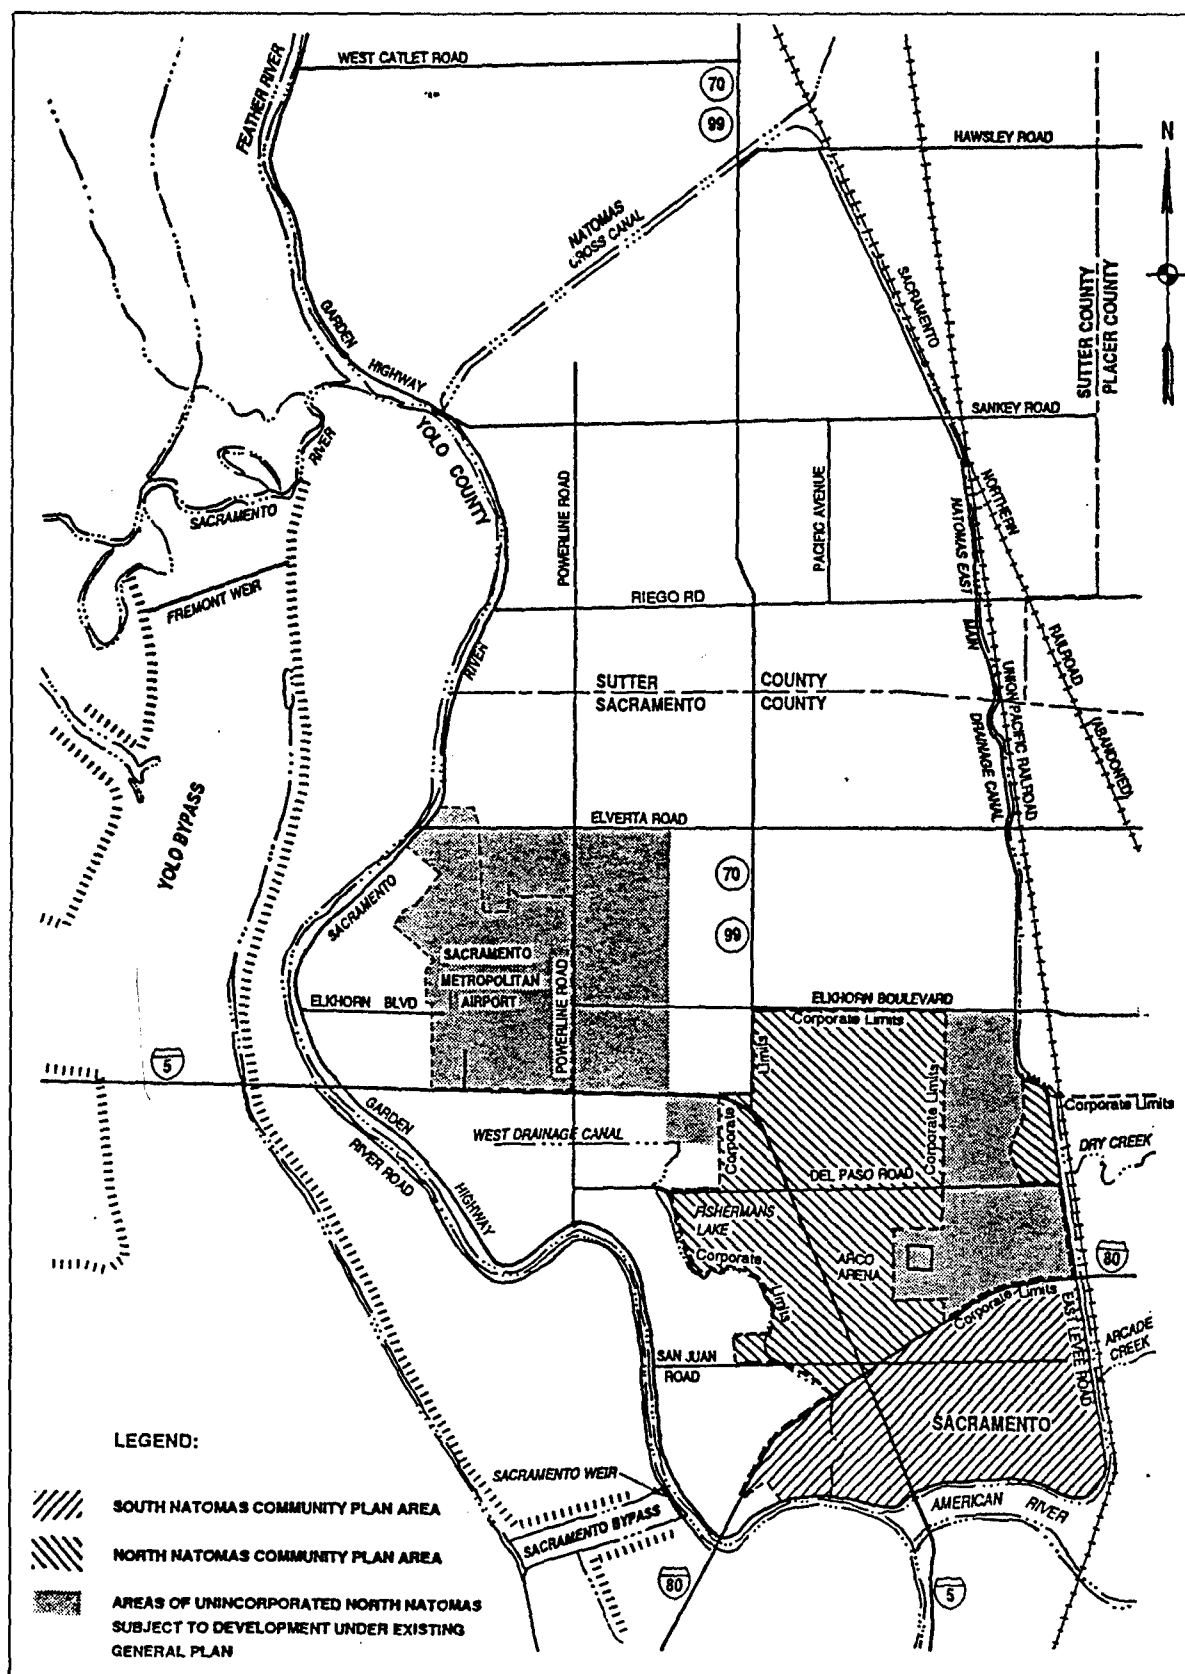 WEST CATLET ROAD
FEATHER RIVER
70
99
HAWSLEY ROAD
N
NATOMAS
CROSS CANAL
SACRAMENTO
SUTTER COUNTY
PLACER COUNTY
GARDEN
HIGHWAY
SANKEY ROAD
YOLO COUNTY
RIVER
SACRAMENTO
POWERLINE ROAD
PACIFIC AVENUE
NORTHERN
NATOMAS EAST
MAIN
DRAINAGE CANAL
FREMONT WEIR
RIEGO RD
RIVER
RAILROAD
(ABANDONED)
UNION/PACIFIC RAILROAD
SUTTER COUNTY
SACRAMENTO COUNTY
YOLO BYPASS
ELVERTA ROAD
70
99
SACRAMENTO
SACRAMENTO
METROPOLITAN
AIRPORT
POWERLINE ROAD
ELKHORN BLVD
ELKHORN BOULEVARD
Corporate Limits
Limits
Corporate Limits
5
Corporate
Corporate Limits
GARDEN
HIGHWAY
RIVER ROAD
WEST DRAINAGE CANAL
DRY CREEK
DEL PASO ROAD
FISHERMANS
LAKE
Corporate
Limits
ARCO
ARENA
80
Corporate Limits
EAST LEVEE ROAD
ARCADE
CREEK
SAN JUAN
ROAD
SACRAMENTO
LEGEND:
SACRAMENTO WEIR
SACRAMENTO BYPASS
AMERICAN RIVER
80
5
SOUTH NATOMAS COMMUNITY PLAN AREA
NORTH NATOMAS COMMUNITY PLAN AREA
AREAS OF UNINCORPORATED NORTH NATOMAS
SUBJECT TO DEVELOPMENT UNDER EXISTING
GENERAL PLAN